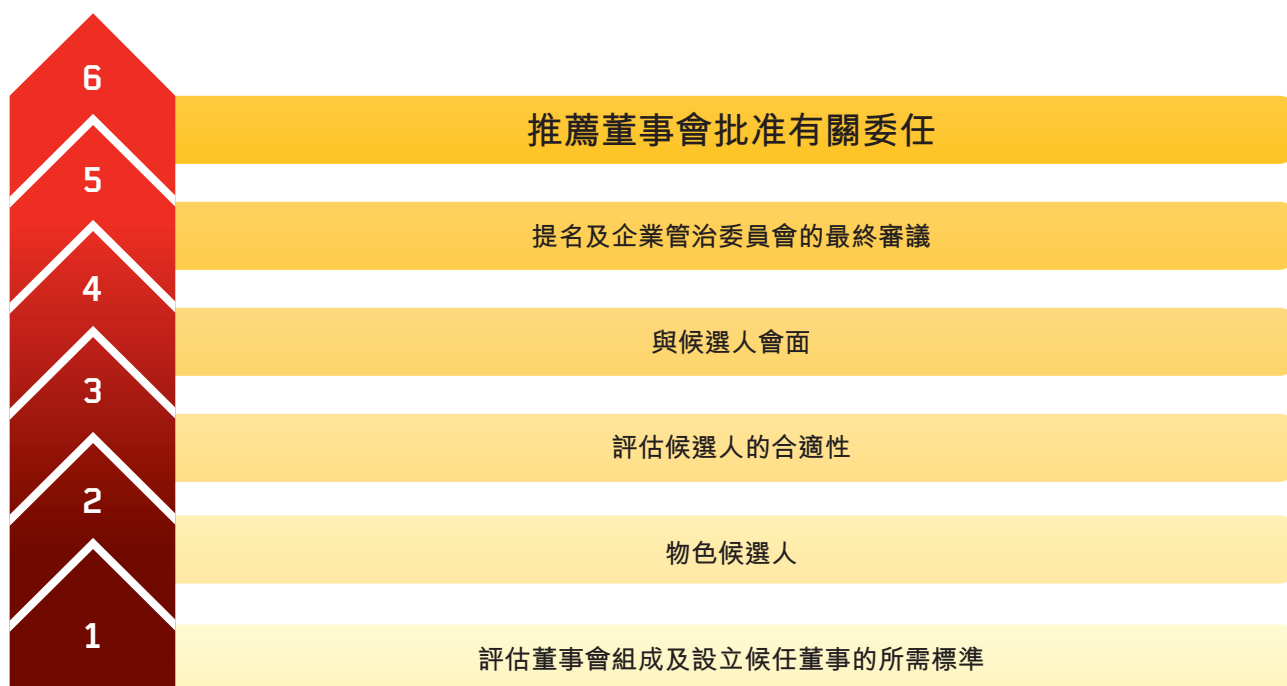 6
推薦董事會批准有關委任
5
提名及企業管治委員會的最終審議
4
與候選人會面
3
評估候選人的合適性
2
物色候選人
1
評估董事會組成及設立候任董事的所需標準